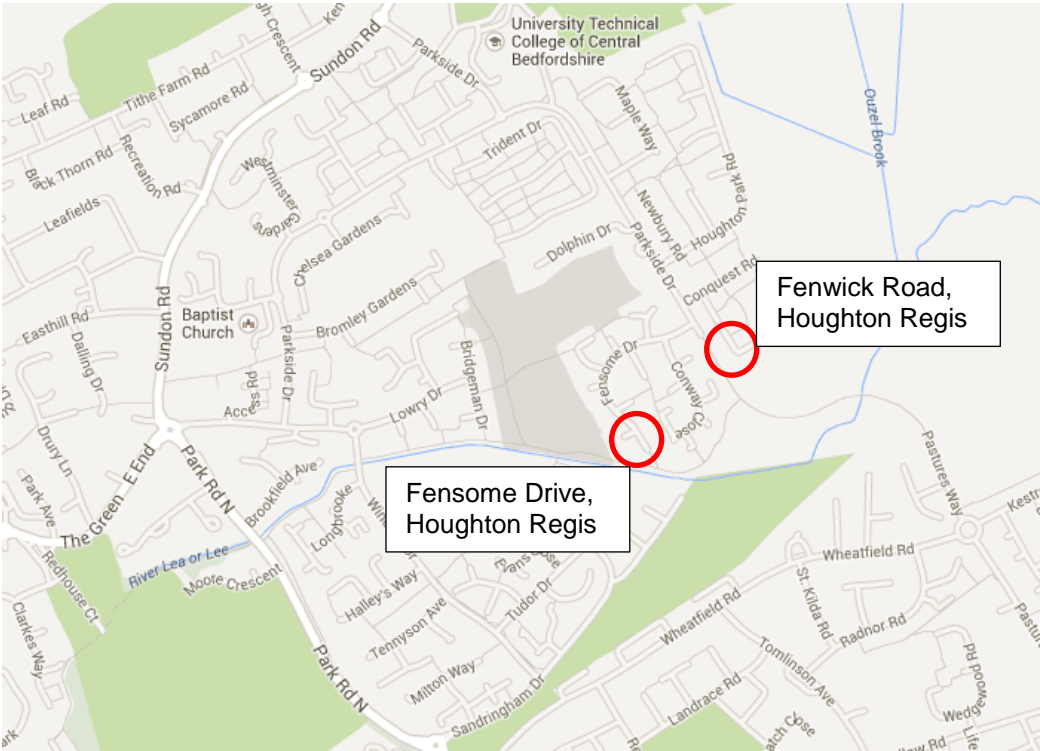 University Technical
College of Central
Bedfordshire
Sundon Rd
Parkside Dr
Leaf Rd
Tithe Farm Rd
Sycamore Rd
Thorn Rd
Recreation Rd
Leafields
Westminster
Gardens
Chelsea Gardens
Trident Dr
Maple Way
Ouzel Brook
Houghton Park Rd
Newbury Rd
Parkside Dr
Dolphin Dr
Conquest Rd
Fenwick Road,
Houghton Regis
Easthill Rd
Dalling Dr
Sundon Rd
Baptist
Church
Parkside Dr
Bromley Gardens
Bridgeman Dr
Lowry Dr
Fensome Dr
Conway Close
Drury Ln
Park Ave
The Green
E End
Park Rd N
Brookfield Ave
Longbrooke
Fensome Drive,
Houghton Regis
Pastures Way
Redhouse Ct
River Lea or Lee
Moore Crescent
Halley's Way
Tudor Dr
Tennyson Ave
Milton Way
Clarkes Way
Park Rd N
Sandringham Dr
Wheatfield Rd
Wheatfield Rd
St. Kilda Rd
Radnor Rd
Tomlinson Ave
Landrace Rd